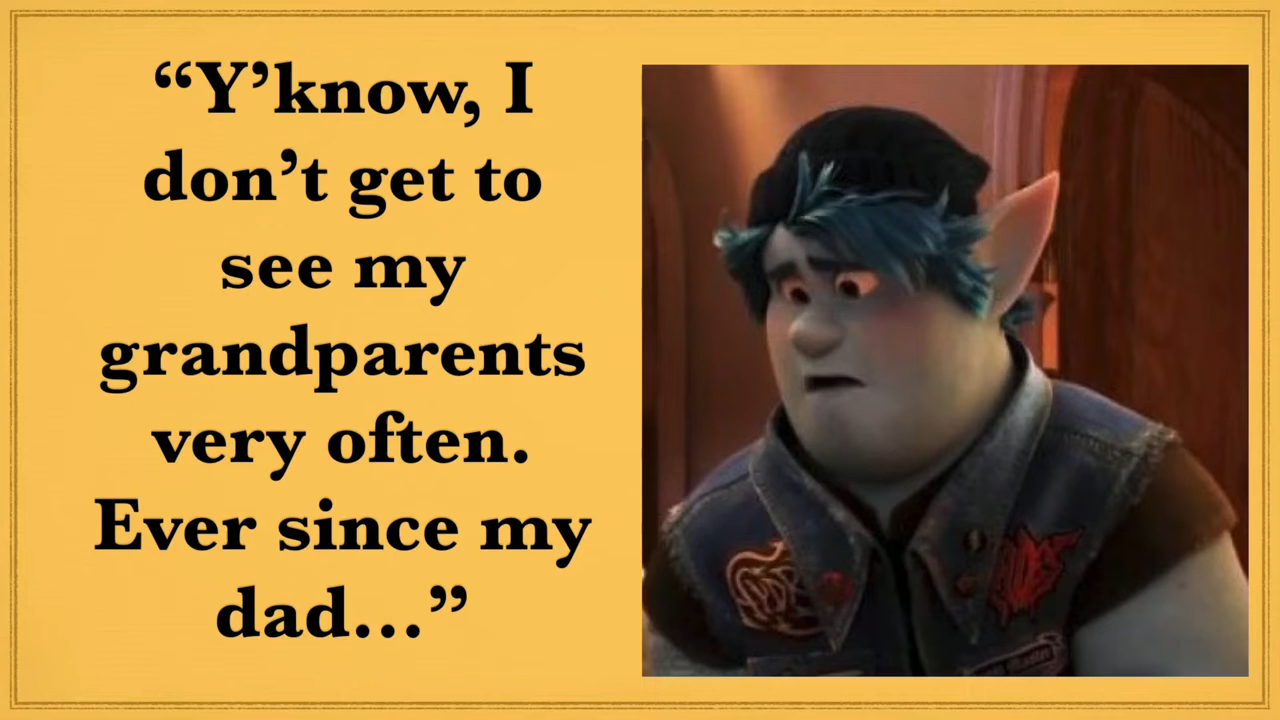 “Y’know, I
don’t get to
see my
grandparents
very often.
Ever since my
dad...”